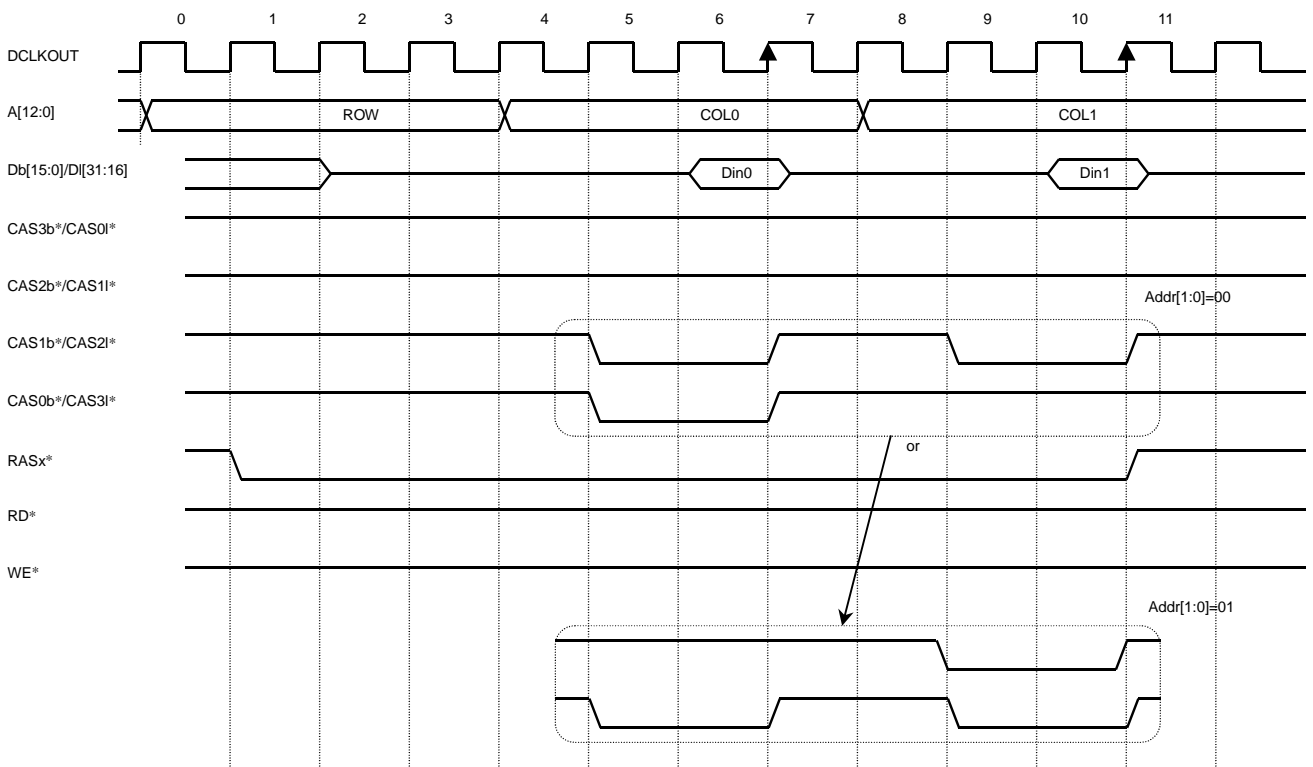 0 1 2 3 4 5 6 7 8 9 10 11
DCLKOUT
A[12:0] ROW COL0 COL1
Db[15:0]/Dl[31:16] Din0 Din1
CAS3b*/CAS0l*
CAS2b*/CAS1l*
Addr[1:0]=00
CAS1b*/CAS2l*
CAS0b*/CAS3l*
or
RASx*
RD*
WE*
Addr[1:0]=01